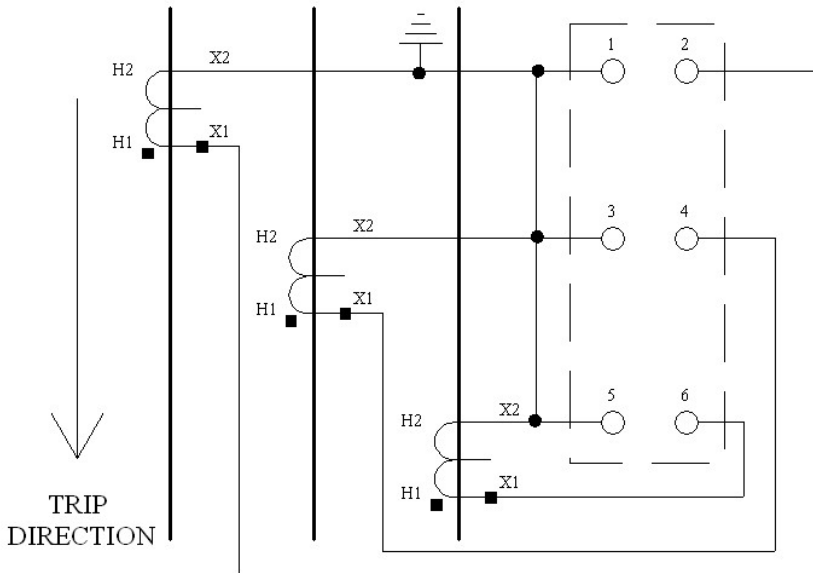 1 2
H2 X2
H1 X1
3 4
H2 X2
H1 X1
5 6
H2 X2
H1 X1
TRIP
DIRECTION